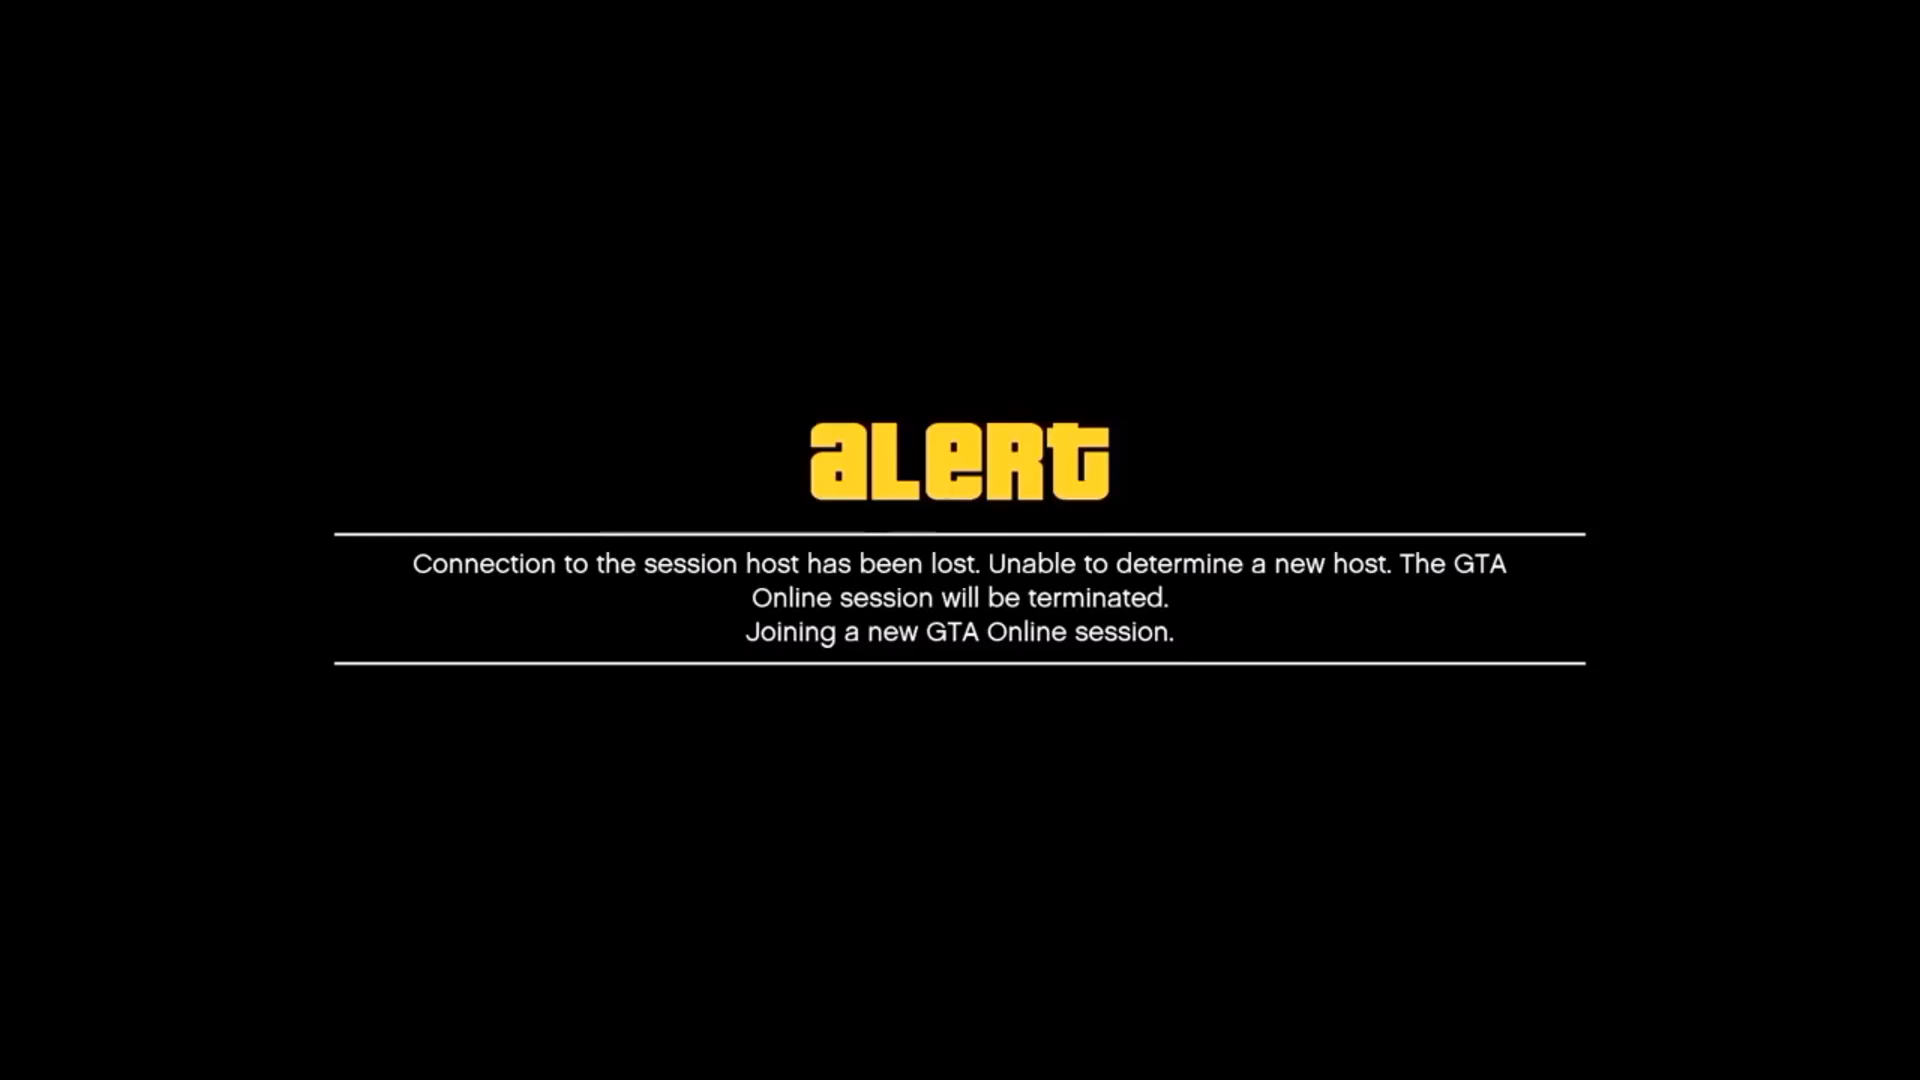 aLeRt
Connection to the session host has been lost. Unable to determine a new host. The GTA
Online session will be terminated.
Joining a new GTA Online session.